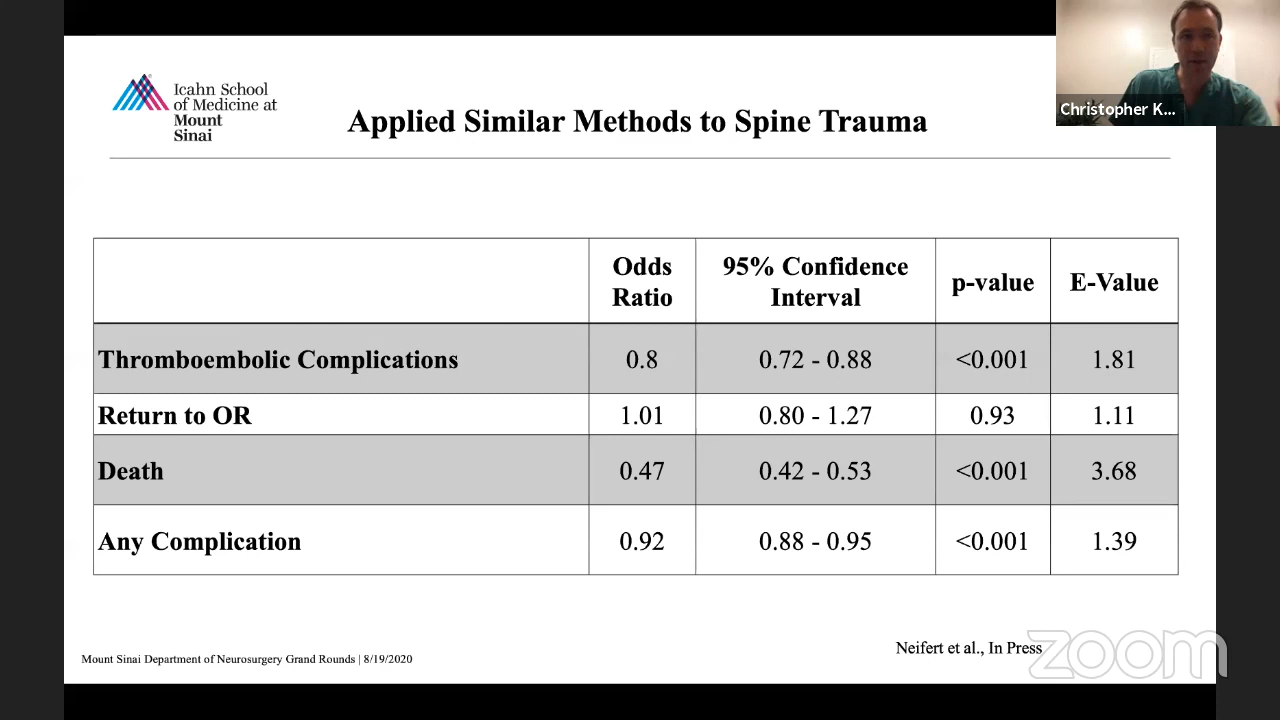 Icahn School
of Medicine at
Mount
Sinai
Applied Similar Methods to Spine Trauma
Christopher K...
Odds
Ratio
95% Confidence
Interval
p-value
E-Value
Thromboembolic Complications 0.8 0.72 - 0.88 <0.001 1.81
Return to OR 1.01 0.80 - 1.27 0.93 1.11
Death 0.47 0.42 - 0.53 <0.001 3.68
Any Complication 0.92 0.88 - 0.95 <0.001 1.39
Neifert et al., In Press
Mount Sinai Department of Neurosurgery Grand Rounds | 8/19/2020
zoom